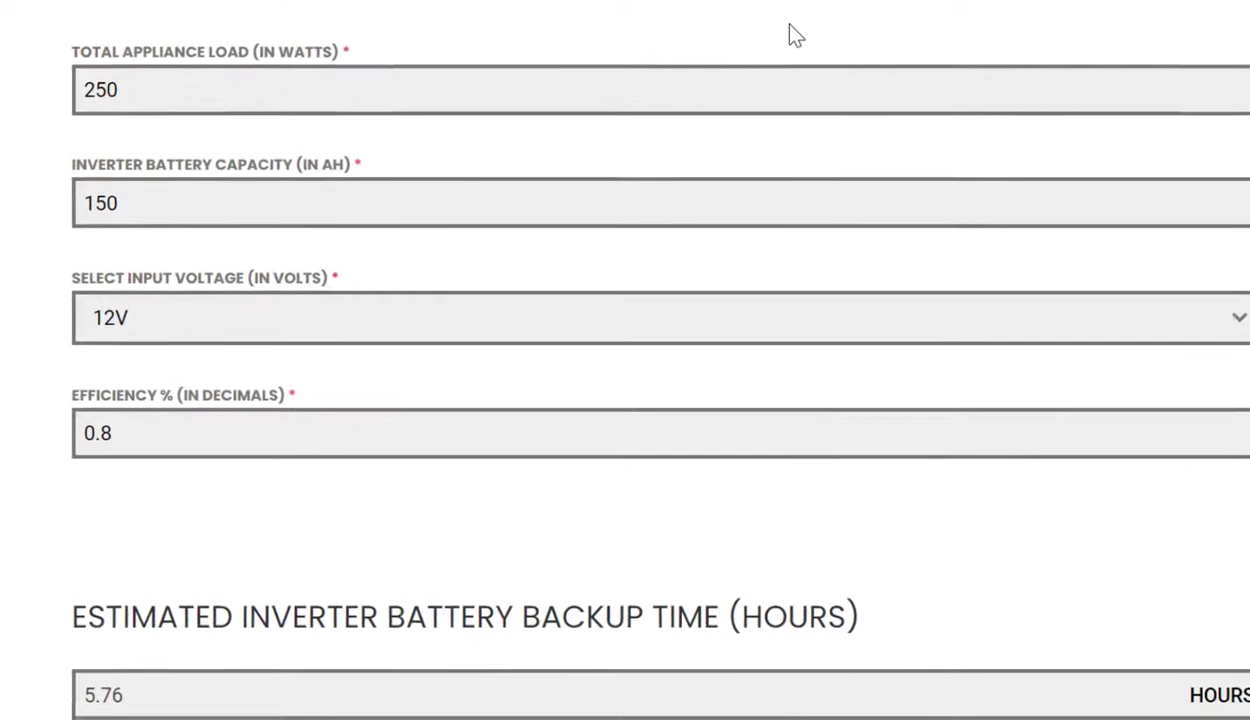 TOTAL APPLIANCE LOAD (IN WATTS) *
250
INVERTER BATTERY CAPACITY (IN AH) *
150
SELECT INPUT VOLTAGE (IN VOLTS) *
12V
EFFICIENCY % (IN DECIMALS) *
0.8
ESTIMATED INVERTER BATTERY BACKUP TIME (HOURS)
5.76 HOURS